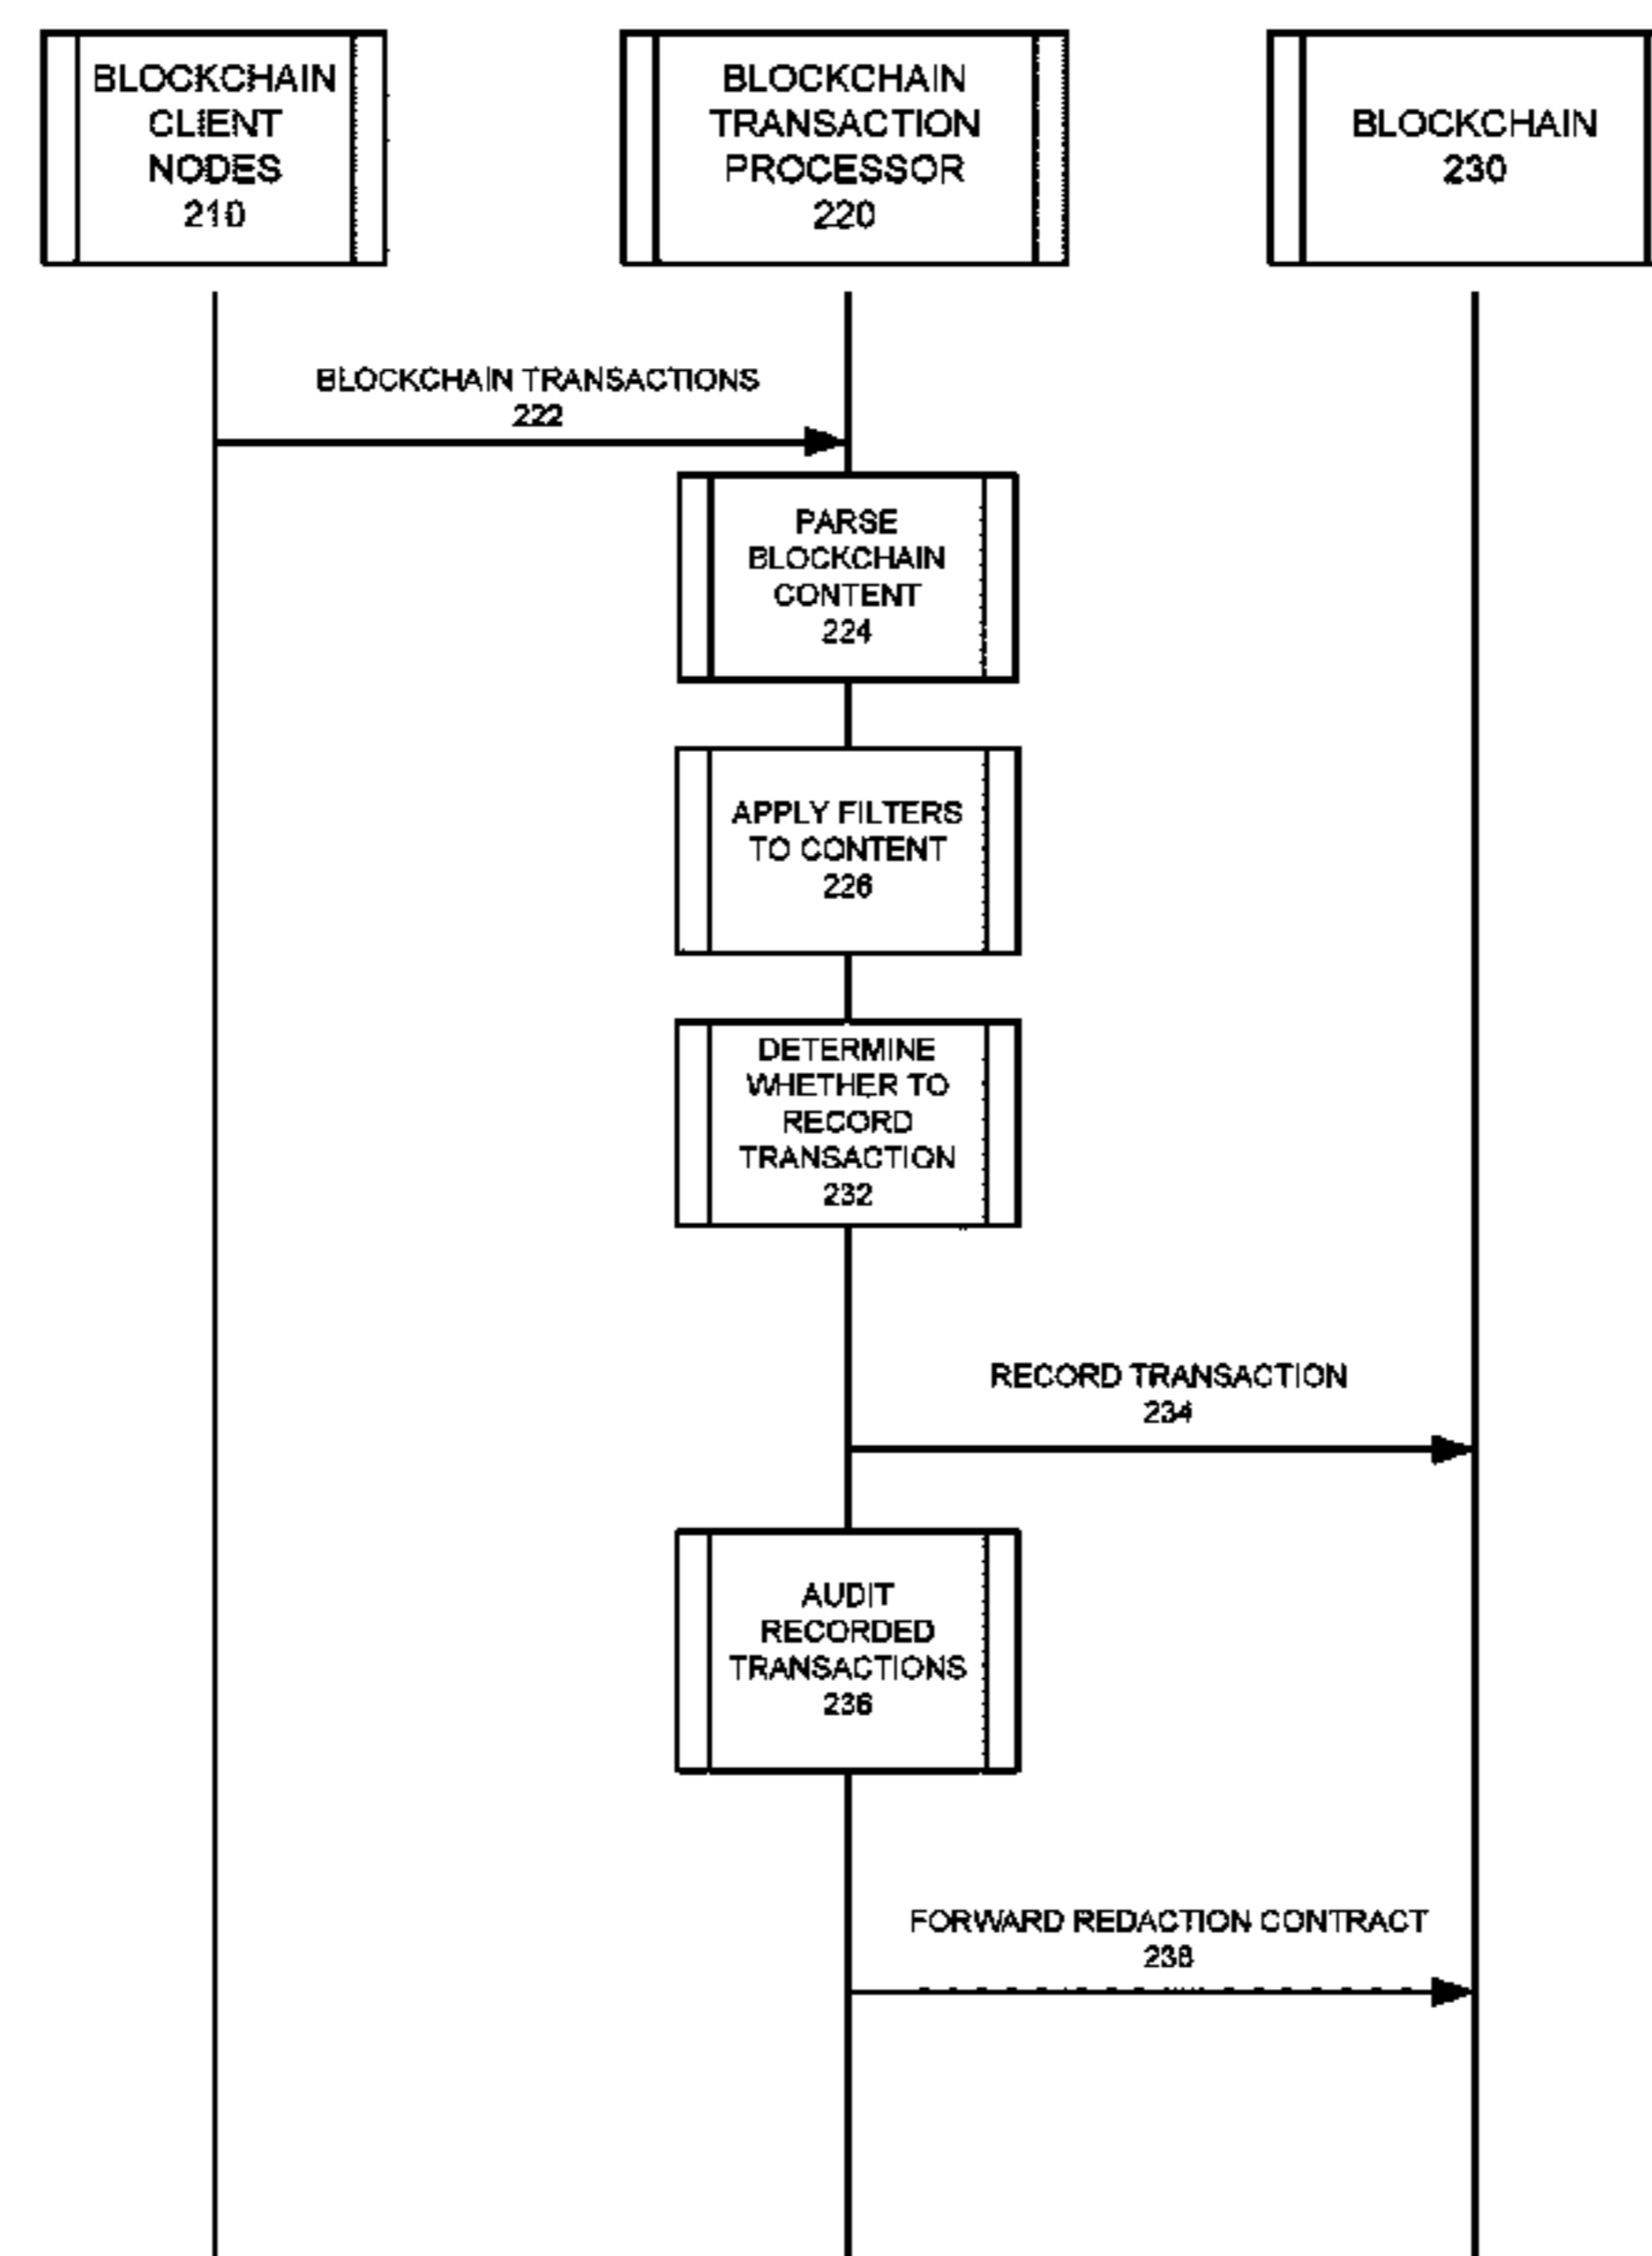 BLOCKCHAIN
CLIENT
NODES
210
BLOCKCHAIN
TRANSACTION
PROCESSOR
220
BLOCKCHAIN
230
BLOCKCHAIN TRANSACTIONS
222
PARSE
BLOCKCHAIN
CONTENT
224
APPLY FILTERS
TO CONTENT
226
DETERMINE
WHETHER TO
RECORD
TRANSACTION
232
RECORD TRANSACTION
234
AUDIT
RECORDED
TRANSACTIONS
236
FORWARD REDACTION CONTRACT
238